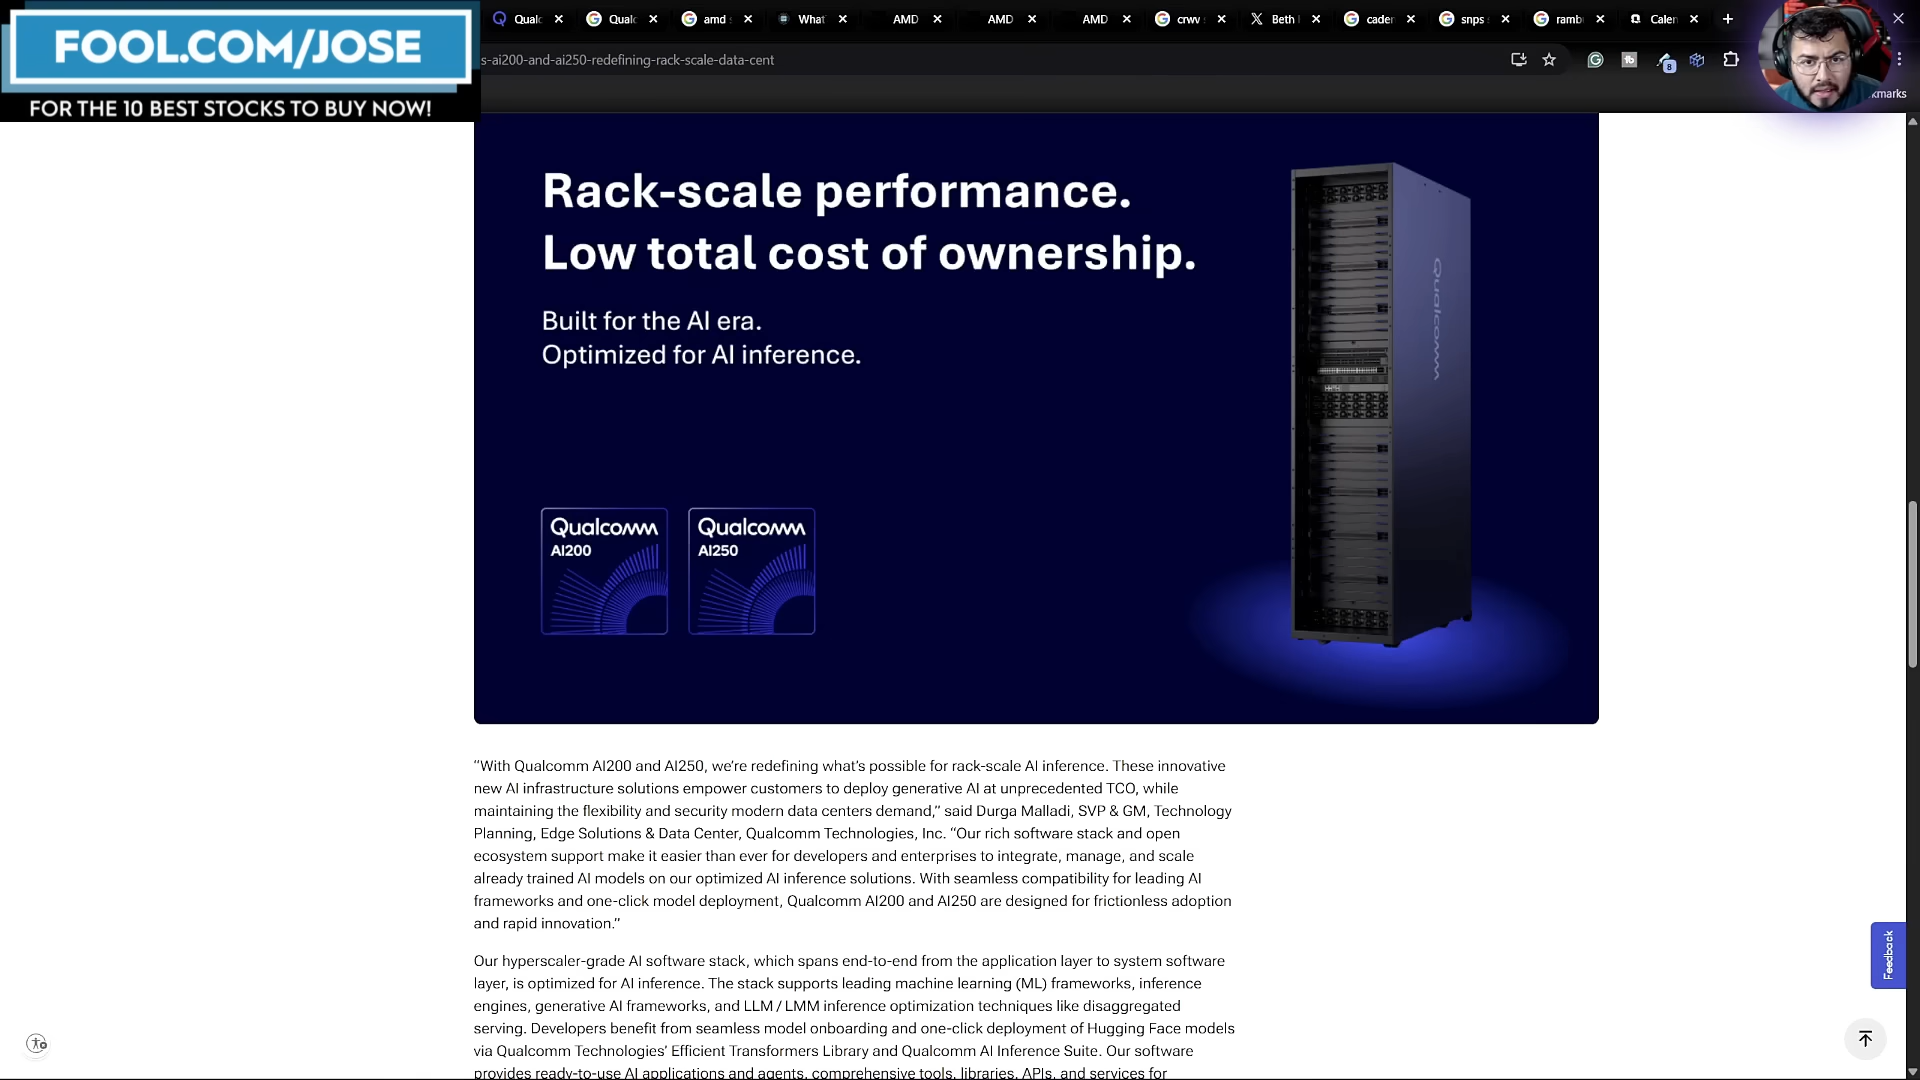 FOOL.COM/JOSE
FOR THE 10 BEST STOCKS TO BUY NOW!
Qualc
Qualc
amd s
What
AMD
AMD
AMD
crwv
Beth
cader
snps
ramb
Calen
s-ai200-and-ai250-redefining-rack-scale-data-cent
8
kmarks
Rack-scale performance.
Low total cost of ownership.
Built for the AI era.
Optimized for AI inference.
Qualcomm
Qualcomm
AI200
Qualcomm
AI250
“With Qualcomm AI200 and AI250, we’re redefining what’s possible for rack-scale AI inference. These innovative
new AI infrastructure solutions empower customers to deploy generative AI at unprecedented TCO, while
maintaining the flexibility and security modern data centers demand,” said Durga Malladi, SVP & GM, Technology
Planning, Edge Solutions & Data Center, Qualcomm Technologies, Inc. “Our rich software stack and open
ecosystem support make it easier than ever for developers and enterprises to integrate, manage, and scale
already trained AI models on our optimized AI inference solutions. With seamless compatibility for leading AI
frameworks and one-click model deployment, Qualcomm AI200 and AI250 are designed for frictionless adoption
and rapid innovation.”
Our hyperscaler-grade AI software stack, which spans end-to-end from the application layer to system software
layer, is optimized for AI inference. The stack supports leading machine learning (ML) frameworks, inference
engines, generative AI frameworks, and LLM / LMM inference optimization techniques like disaggregated
serving. Developers benefit from seamless model onboarding and one-click deployment of Hugging Face models
via Qualcomm Technologies’ Efficient Transformers Library and Qualcomm AI Inference Suite. Our software
provides ready-to-use AI applications and agents, comprehensive tools, libraries, APIs, and services for
Feedback